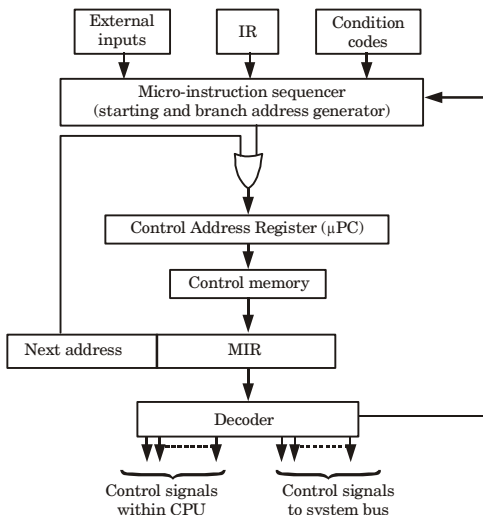 External
inputs
IR
Condition
codes
Micro-instruction sequencer
(starting and branch address generator)
Control Address Register (μPC)
Control memory
Next address
MIR
Decoder
Control signals
within CPU
Control signals
to system bus